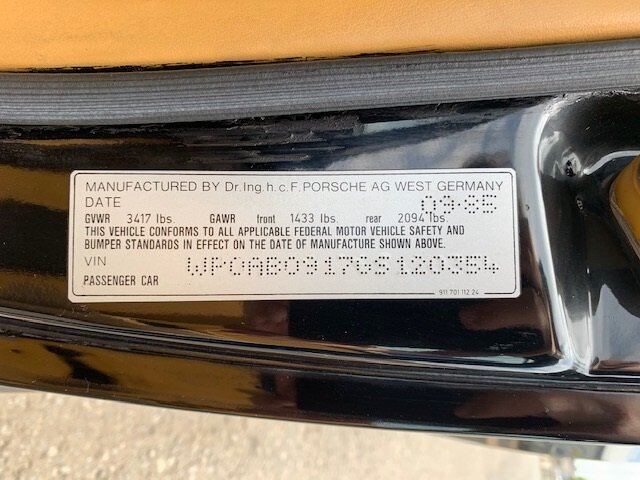 MANUFACTURED BY Dr. Ing. h. c. F. PORSCHE AG WEST GERMANY
DATE 09·85
GVWR 3417 lbs. GAWR front 1433 lbs. rear 2094 lbs.
THIS VEHICLE CONFORMS TO ALL APPLICABLE FEDERAL MOTOR VEHICLE SAFETY AND
BUMPER STANDARDS IN EFFECT ON THE DATE OF MANUFACTURE SHOWN ABOVE.
VIN WP0AB0917GS120354
PASSENGER CAR 911 701 112 24